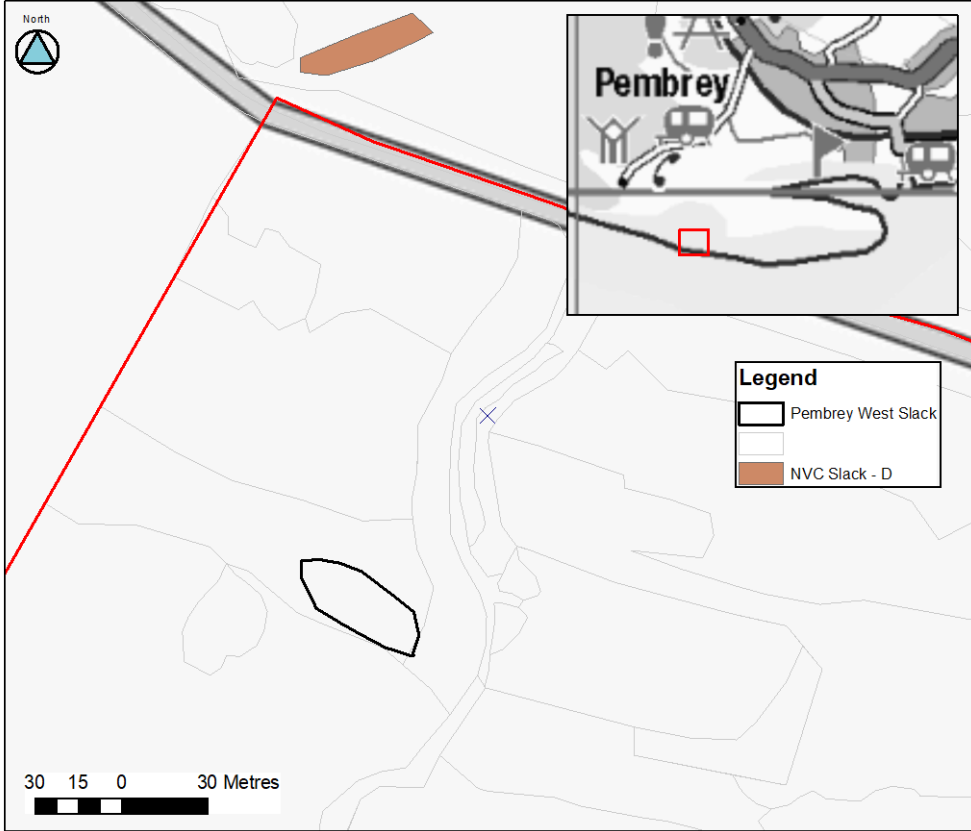 North
Pembrey
Legend
Pembrey West Slack
NVC Slack - D
30 15 0 30 Metres